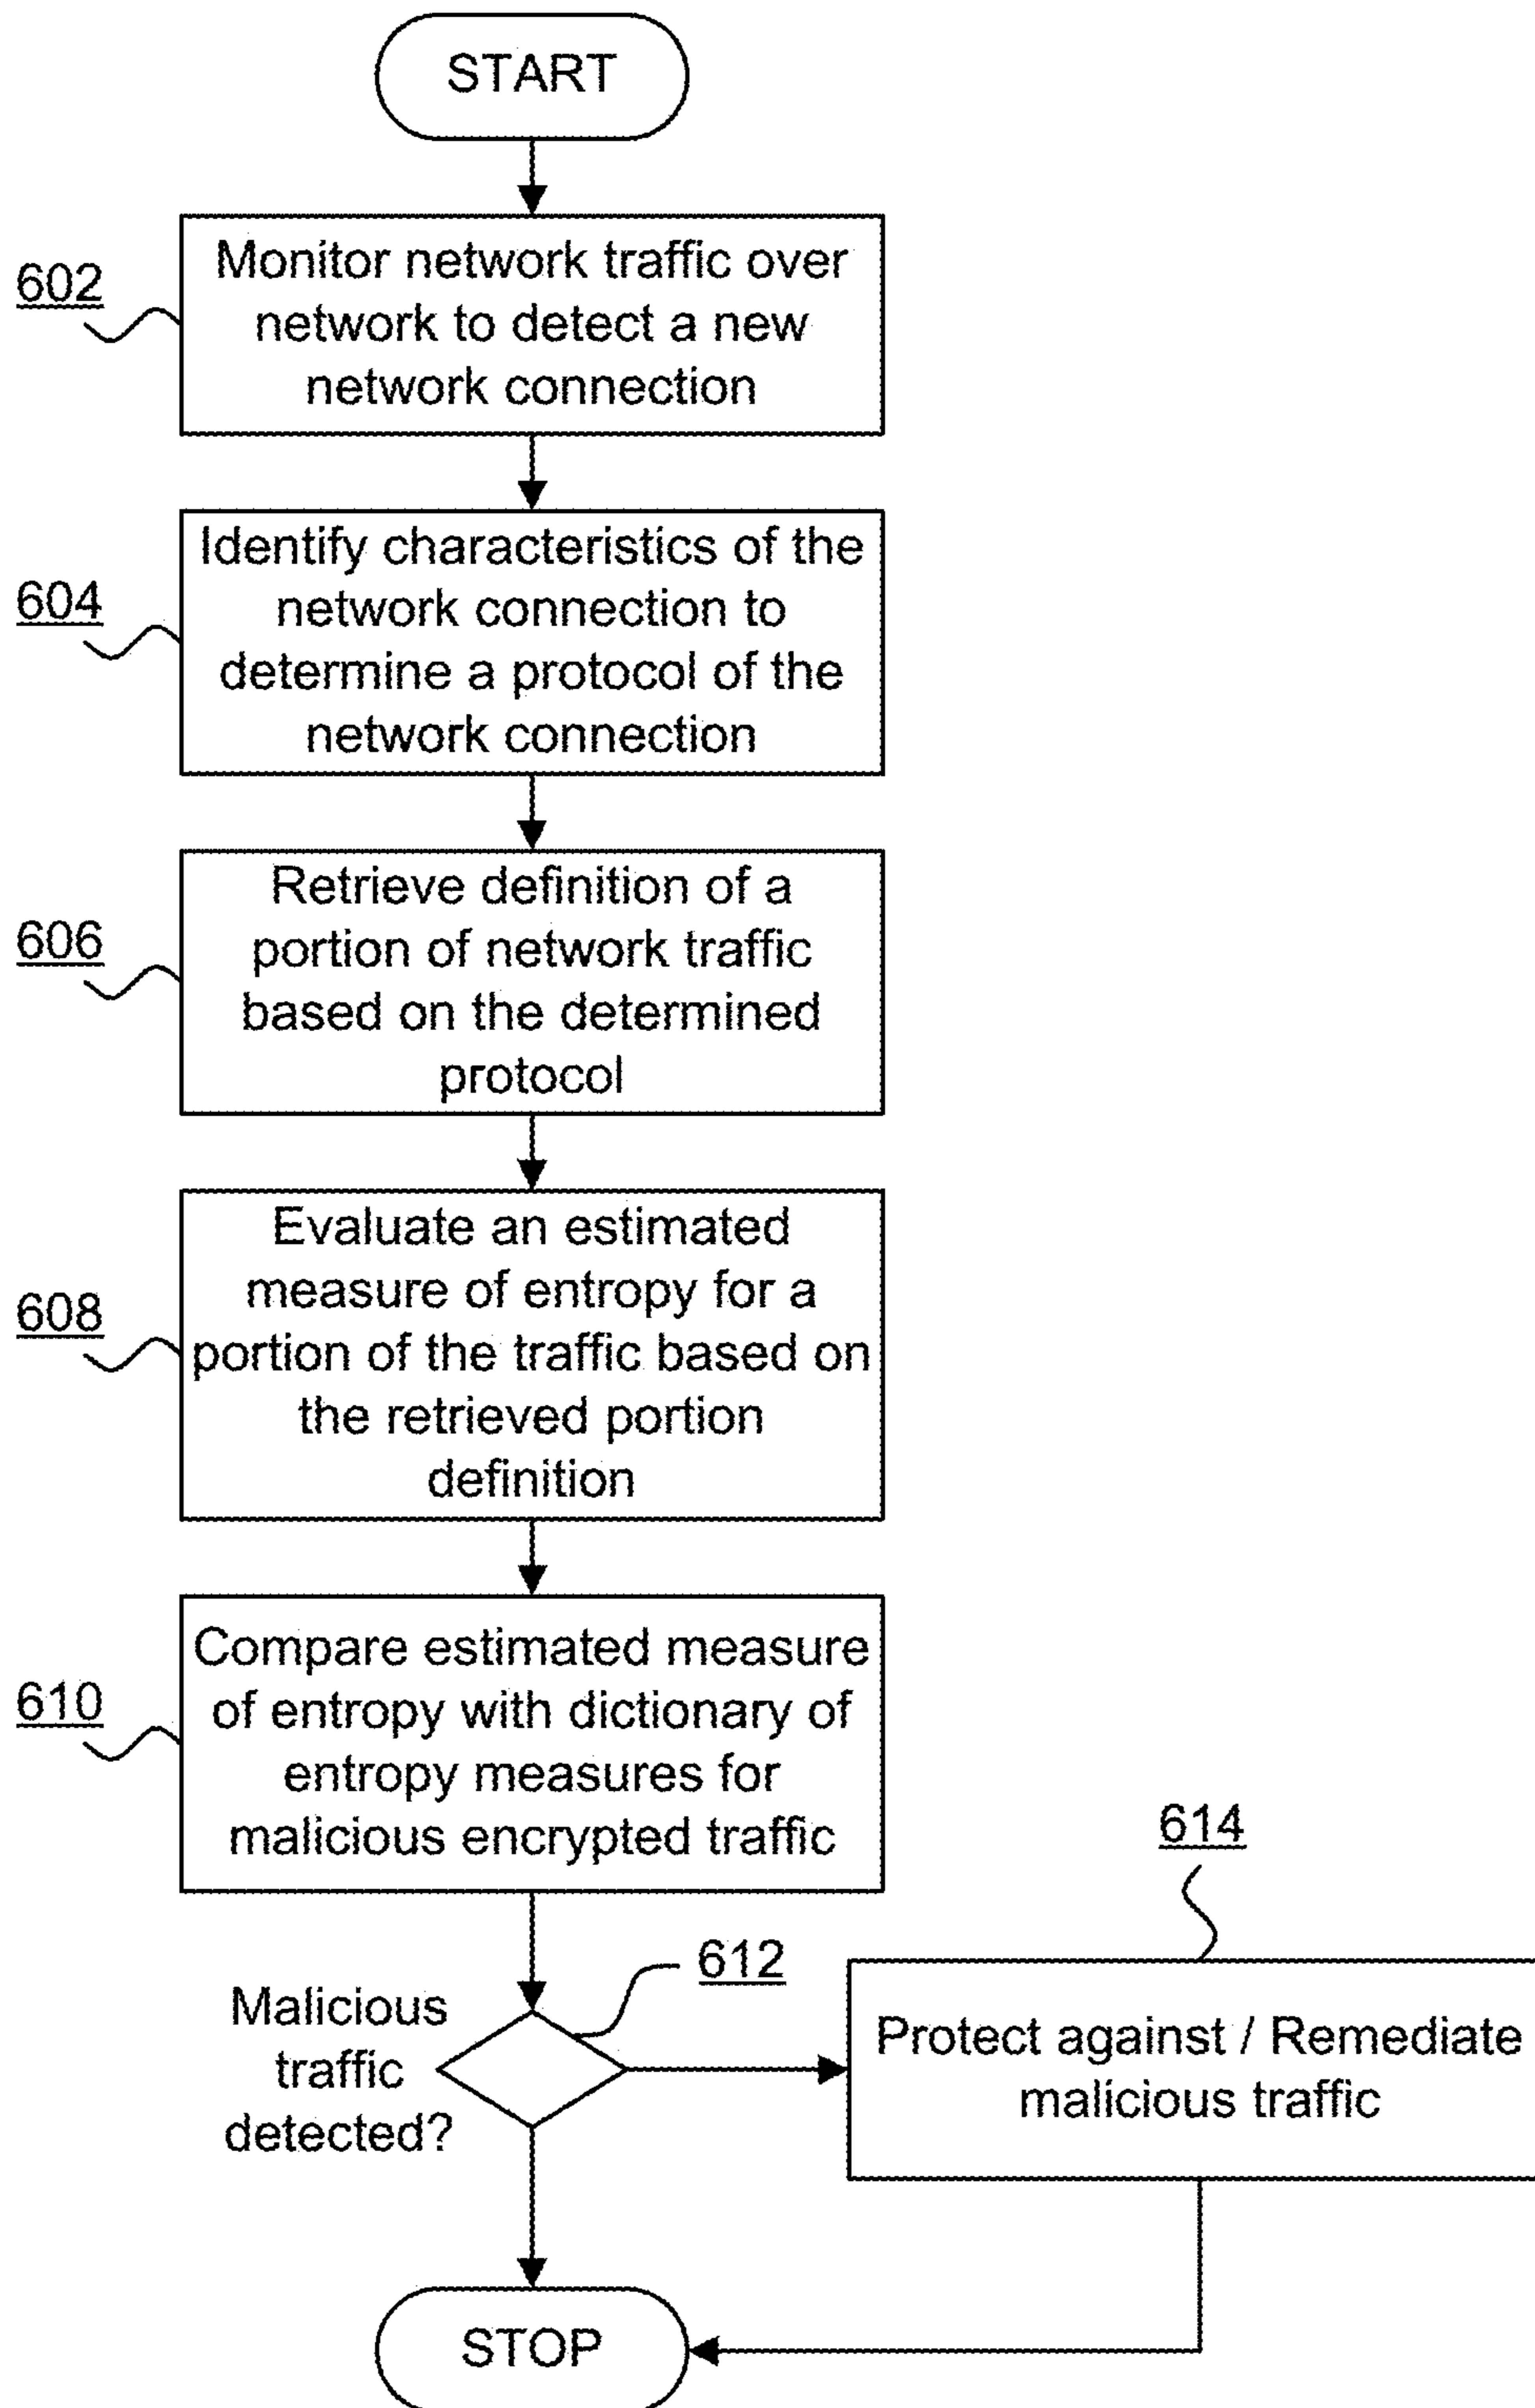 START
602
Monitor network traffic over
network to detect a new
network connection
604
Identify characteristics of the
network connection to
determine a protocol of the
network connection
606
Retrieve definition of a
portion of network traffic
based on the determined
protocol
608
Evaluate an estimated
measure of entropy for a
portion of the traffic based on
the retrieved portion
definition
610
Compare estimated measure
of entropy with dictionary of
entropy measures for
malicious encrypted traffic
612
Malicious
traffic
detected?
614
Protect against / Remediate
malicious traffic
STOP